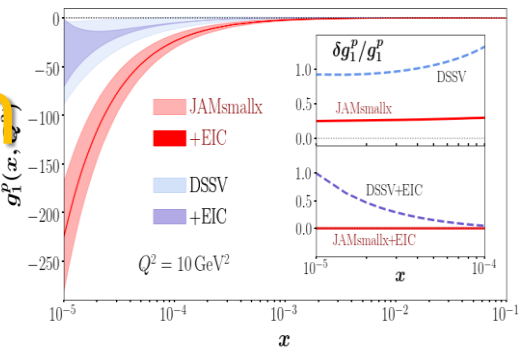 0
−50
−100
−150
−200
−250
g₁ᵖ(x, Q²)
JAMsmallx
+EIC
DSSV
+EIC
Q² = 10 GeV²
10⁻⁵ 10⁻⁴ 10⁻³ 10⁻² 10⁻¹
x
δg₁ᵖ/g₁ᵖ
1.0
0.5
0.0
DSSV
JAMsmallx
1.0
0.5
0.0
DSSV+EIC
JAMsmallx+EIC
10⁻⁵ 10⁻⁴
x